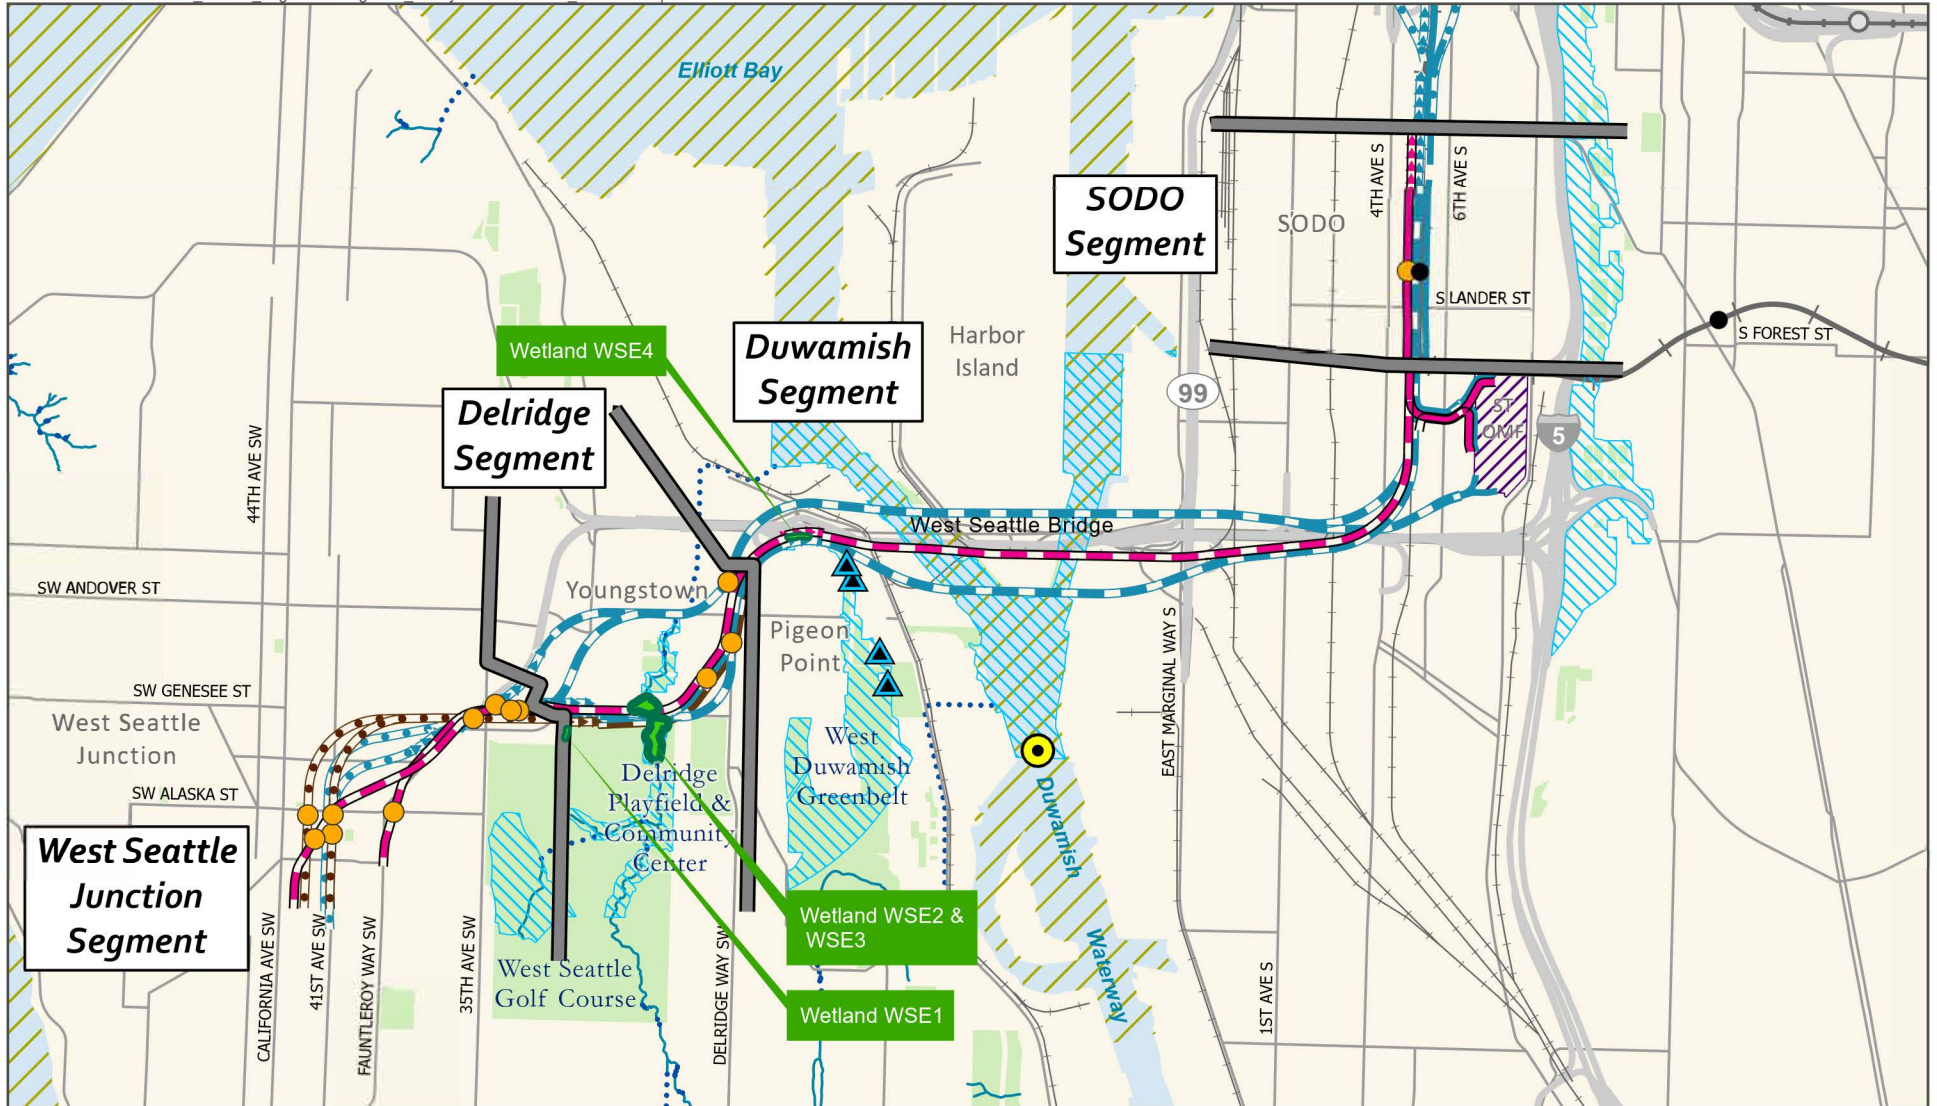 Elliott Bay
4TH AVE S
6TH AVE S
SODO
Segment
SODO
S LANDER ST
S FOREST ST
Harbor
Island
99
Wetland WSE4
Duwamish
Segment
Delridge
Segment
ST
OMF
5
44TH AVE SW
West Seattle Bridge
SW ANDOVER ST
Youngstown
Pigeon
Point
EAST MARGINAL WAY S
SW GENESEE ST
West Seattle
Junction
West
Duwamish
Greenbelt
Delridge
Playfield &
Community
Center
SW ALASKA ST
Duwamish
Waterway
West Seattle
Junction
Segment
Wetland WSE2 &
WSE3
West Seattle
Golf Course
Wetland WSE1
CALIFORNIA AVE SW
41ST AVE SW
FAUNTLEROY WAY SW
35TH AVE SW
DELRIDGE WAY SW
1ST AVE S